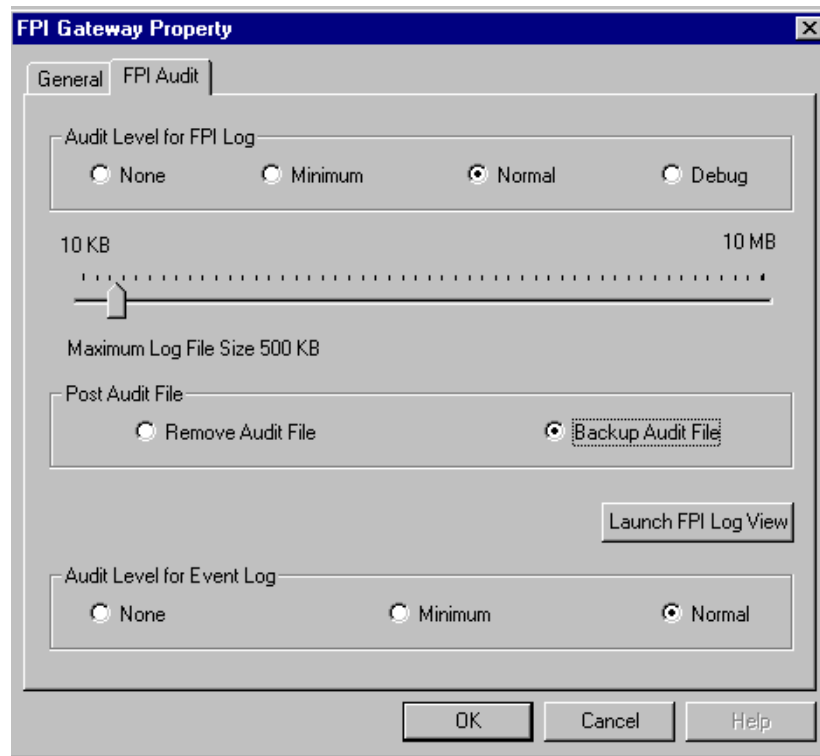 FPI Gateway Property
General FPI Audit
Audit Level for FPI Log
None Minimum Normal Debug
10 KB 10 MB
Maximum Log File Size 500 KB
Post Audit File
Remove Audit File Backup Audit File
Launch FPI Log View
Audit Level for Event Log
None Minimum Normal
OK Cancel Help